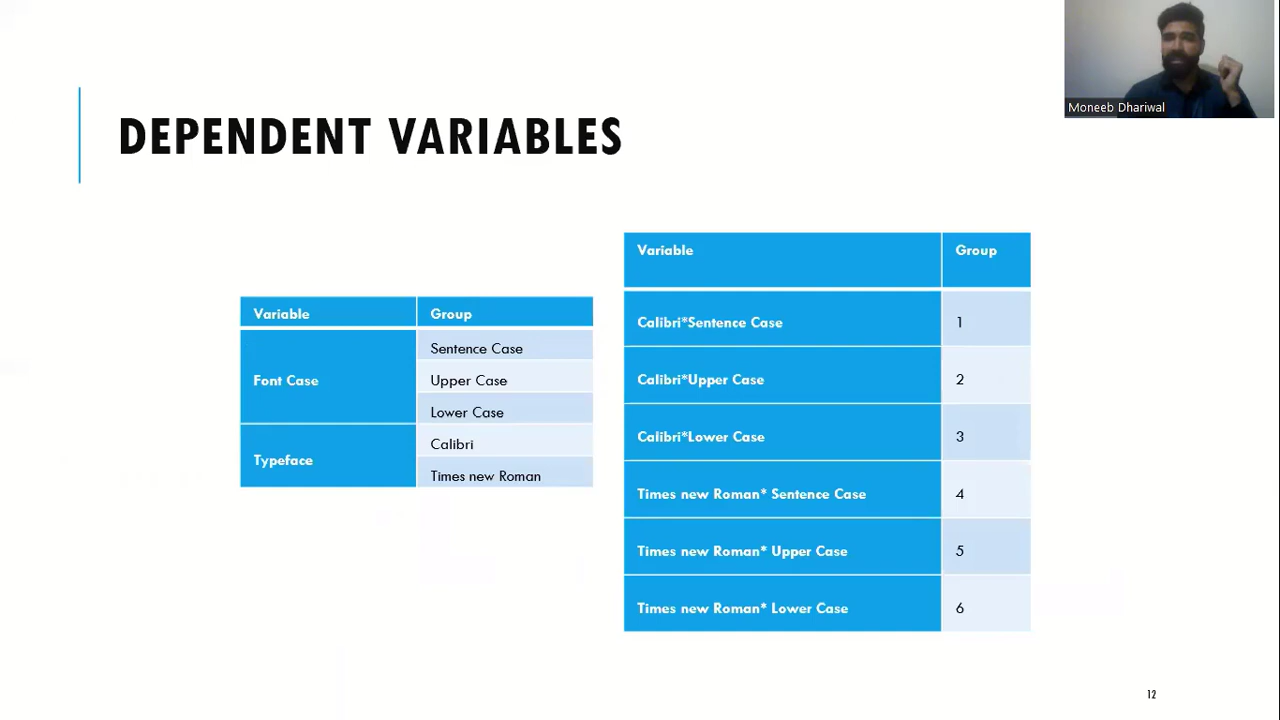 Moneeb Dhariwal
DEPENDENT VARIABLES
Variable Group
Font Case
Sentence Case
Upper Case
Lower Case
Typeface
Calibri
Times new Roman
Variable Group
Calibri*Sentence Case 1
Calibri*Upper Case 2
Calibri*Lower Case 3
Times new Roman* Sentence Case 4
Times new Roman* Upper Case 5
Times new Roman* Lower Case 6
12